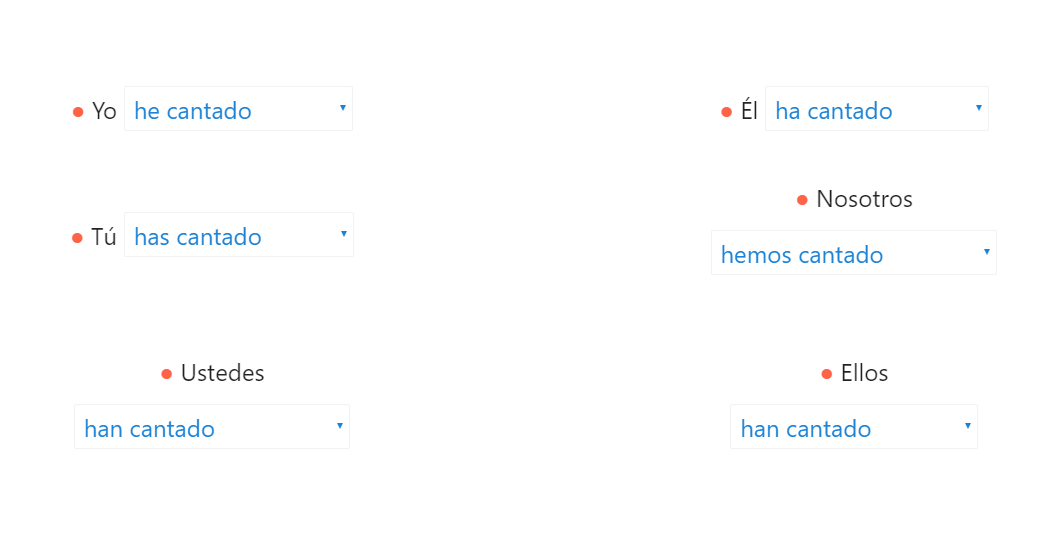 Yo he cantado
Él ha cantado
Tú has cantado
Nosotros
hemos cantado
Ustedes
han cantado
Ellos
han cantado